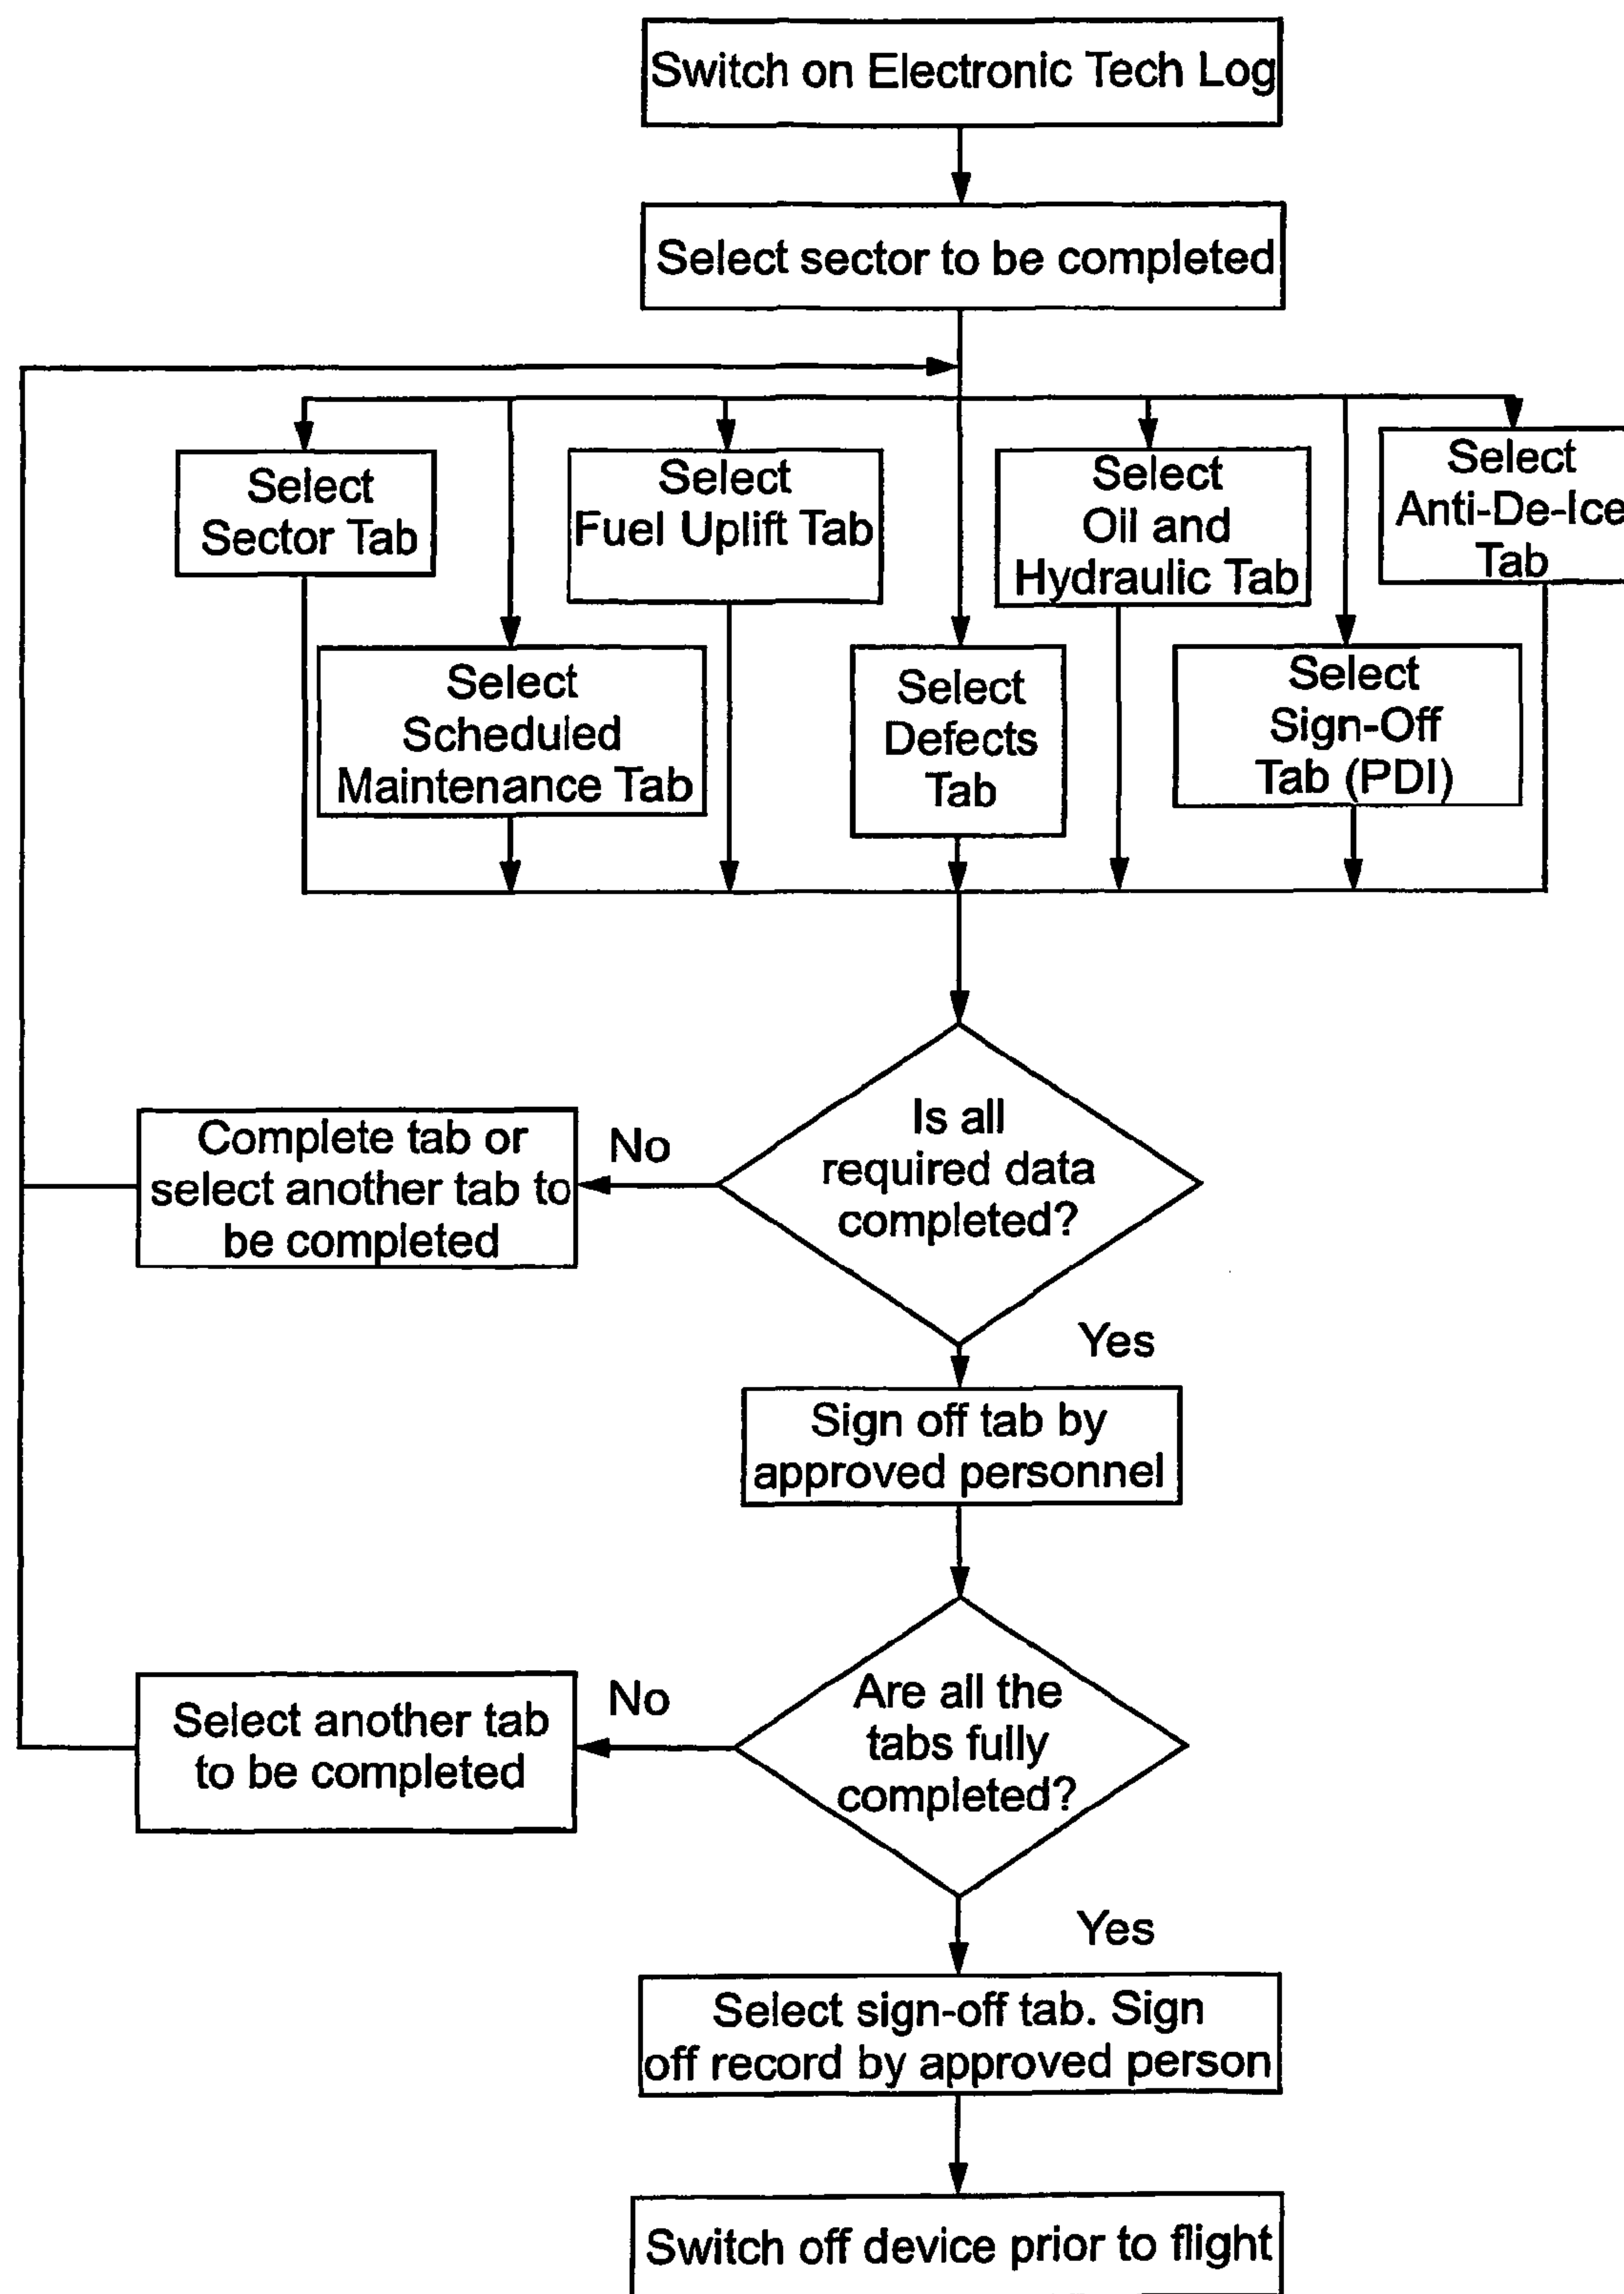 Switch on Electronic Tech Log
Select sector to be completed
Select
Sector Tab
Select
Fuel Uplift Tab
Select
Oil and
Hydraulic Tab
Select
Anti-De-Ice
Tab
Select
Scheduled
Maintenance Tab
Select
Defects
Tab
Select
Sign-Off
Tab (PDI)
Is all
required data
completed?
No
Complete tab or
select another tab to
be completed
Yes
Sign off tab by
approved personnel
Are all the
tabs fully
completed?
No
Select another tab
to be completed
Yes
Select sign-off tab. Sign
off record by approved person
Switch off device prior to flight